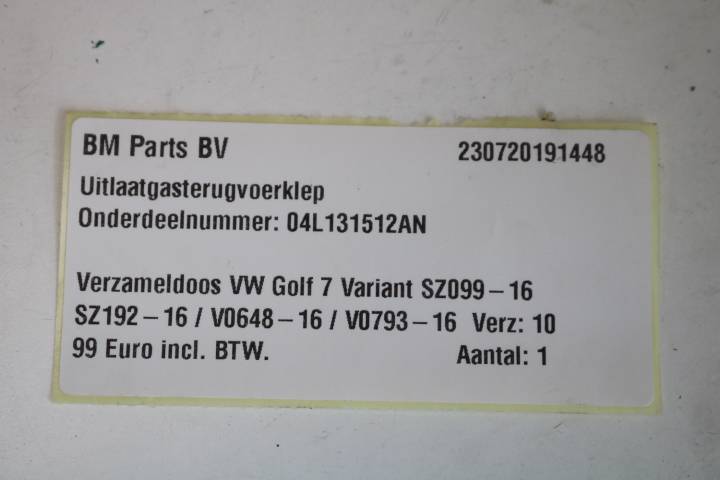 BM Parts BV 230720191448
Uitlaatgasterugvoerklep
Onderdeelnummer: 04L131512AN
Verzameldoos VW Golf 7 Variant SZ099-16
SZ192-16 / V0648-16 / V0793-16 Verz: 10
99 Euro incl. BTW. Aantal: 1